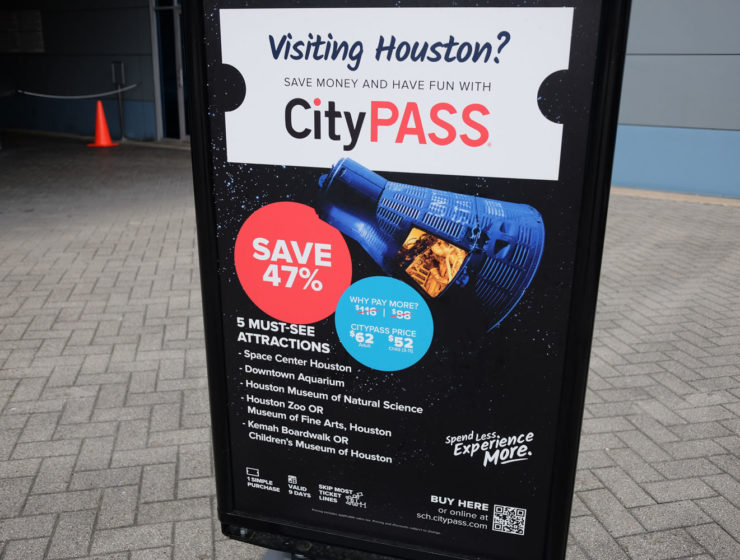 Visiting Houston?
SAVE MONEY AND HAVE FUN WITH
CityPASS
SAVE
47%
WHY PAY MORE?
$116 | $98
CITYPASS PRICE
$62 $52
5 MUST-SEE
ATTRACTIONS
- Space Center Houston
- Downtown Aquarium
- Houston Museum of Natural Science
- Houston Zoo OR
Museum of Fine Arts, Houston
- Kemah Boardwalk OR
Children's Museum of Houston
Spend Less.
Experience
More.
1 SIMPLE
PURCHASE
VALID
9 DAYS
SKIP MOST
TICKET
LINES
BUY HERE
or online at
sch.citypass.com